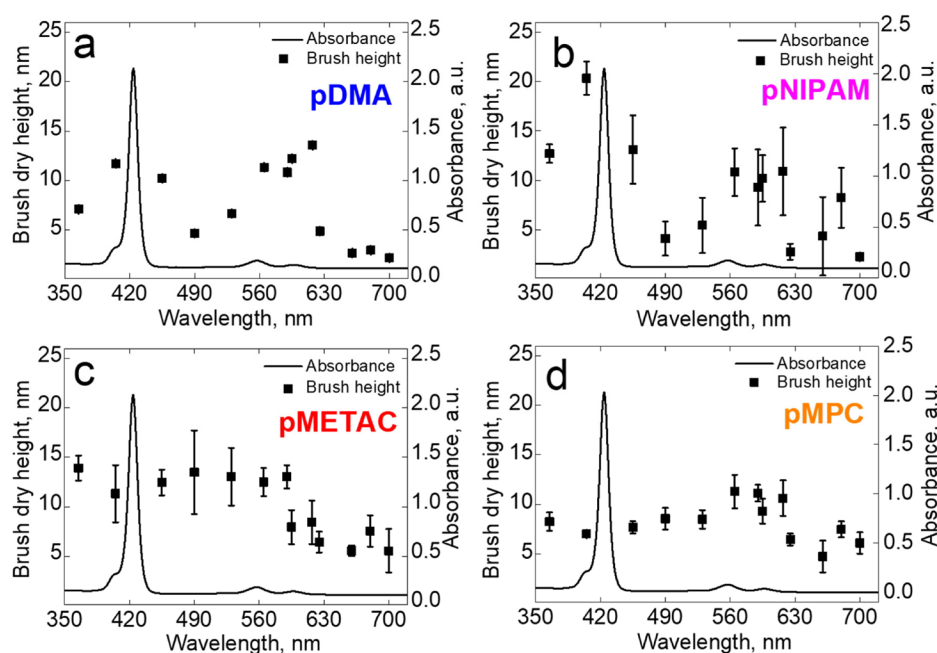 a
Absorbance
Brush height
pDMA
Brush dry height, nm
25
20
15
10
5
Absorbance, a.u.
2.5
2.0
1.5
1.0
0.5
0.0
350 420 490 560 630 700
Wavelength, nm
b
Absorbance
Brush height
pNIPAM
Brush dry height, nm
25
20
15
10
5
Absorbance, a.u.
2.5
2.0
1.5
1.0
0.5
0.0
350 420 490 560 630 700
Wavelength, nm
c
Absorbance
Brush height
pMETAC
Brush dry height, nm
25
20
15
10
5
Absorbance, a.u.
2.5
2.0
1.5
1.0
0.5
0.0
350 420 490 560 630 700
Wavelength, nm
d
Absorbance
Brush height
pMPC
Brush dry height, nm
25
20
15
10
5
Absorbance, a.u.
2.5
2.0
1.5
1.0
0.5
0.0
350 420 490 560 630 700
Wavelength, nm